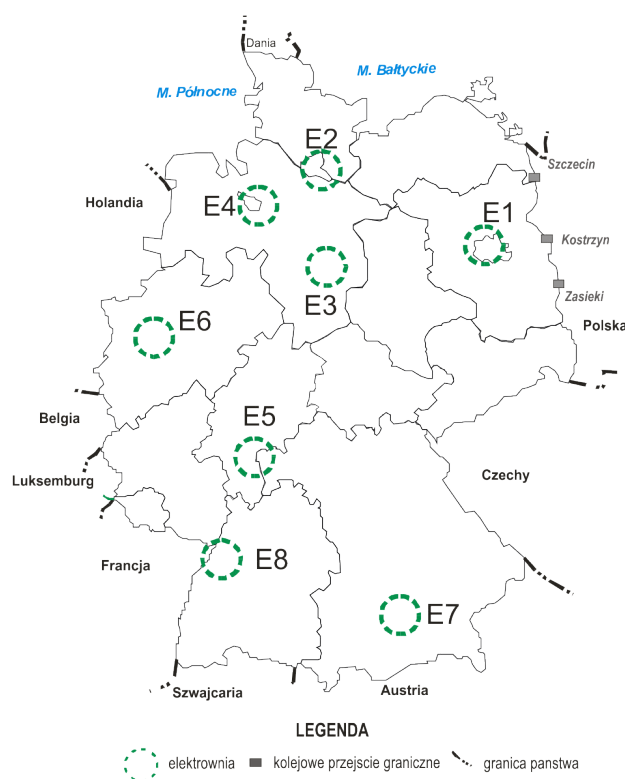 Dania
M. Bałtyckie
M. Północne
E2
Szczecin
Holandia
E4
E1
Kostrzyn
E3
Zasieki
E6
Polska
E5
Belgia
Czechy
Luksemburg
E8
Francja
E7
Szwajcaria
Austria
LEGENDA
elektrownia
kolejowe przejscie graniczne
granica panstwa